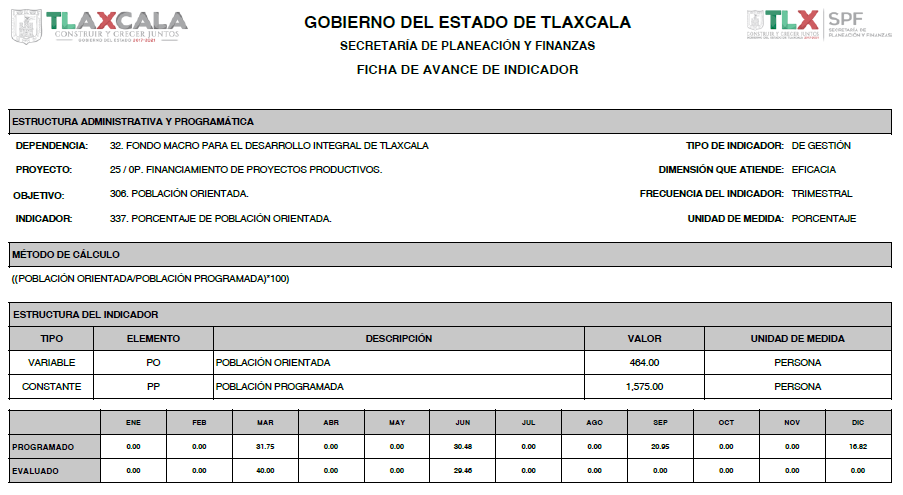 TLAXCALA
CONSTRUIR Y CRECER JUNTOS
GOBIERNO DEL ESTADO 2017-2021
GOBIERNO DEL ESTADO DE TLAXCALA
SECRETARÍA DE PLANEACIÓN Y FINANZAS
FICHA DE AVANCE DE INDICADOR
TLX
CONSTRUIR Y CRECER JUNTOS
SPF
SECRETARÍA DE
PLANEACIÓN Y FINANZAS
ESTRUCTURA ADMINISTRATIVA Y PROGRAMÁTICA
DEPENDENCIA: 32. FONDO MACRO PARA EL DESARROLLO INTEGRAL DE TLAXCALA TIPO DE INDICADOR: DE GESTIÓN
PROYECTO: 25 / 0P. FINANCIAMIENTO DE PROYECTOS PRODUCTIVOS. DIMENSIÓN QUE ATIENDE: EFICACIA
OBJETIVO: 306. POBLACIÓN ORIENTADA. FRECUENCIA DEL INDICADOR: TRIMESTRAL
INDICADOR: 337. PORCENTAJE DE POBLACIÓN ORIENTADA. UNIDAD DE MEDIDA: PORCENTAJE
MÉTODO DE CÁLCULO
((POBLACIÓN ORIENTADA/POBLACIÓN PROGRAMADA)*100)
ESTRUCTURA DEL INDICADOR
TIPO ELEMENTO DESCRIPCIÓN VALOR UNIDAD DE MEDIDA
VARIABLE PO POBLACIÓN ORIENTADA 464.00 PERSONA
CONSTANTE PP POBLACIÓN PROGRAMADA 1,575.00 PERSONA
ENE FEB MAR ABR MAY JUN JUL AGO SEP OCT NOV DIC
PROGRAMADO 0.00 0.00 31.75 0.00 0.00 30.48 0.00 0.00 20.95 0.00 0.00 16.82
EVALUADO 0.00 0.00 40.00 0.00 0.00 29.46 0.00 0.00 0.00 0.00 0.00 0.00